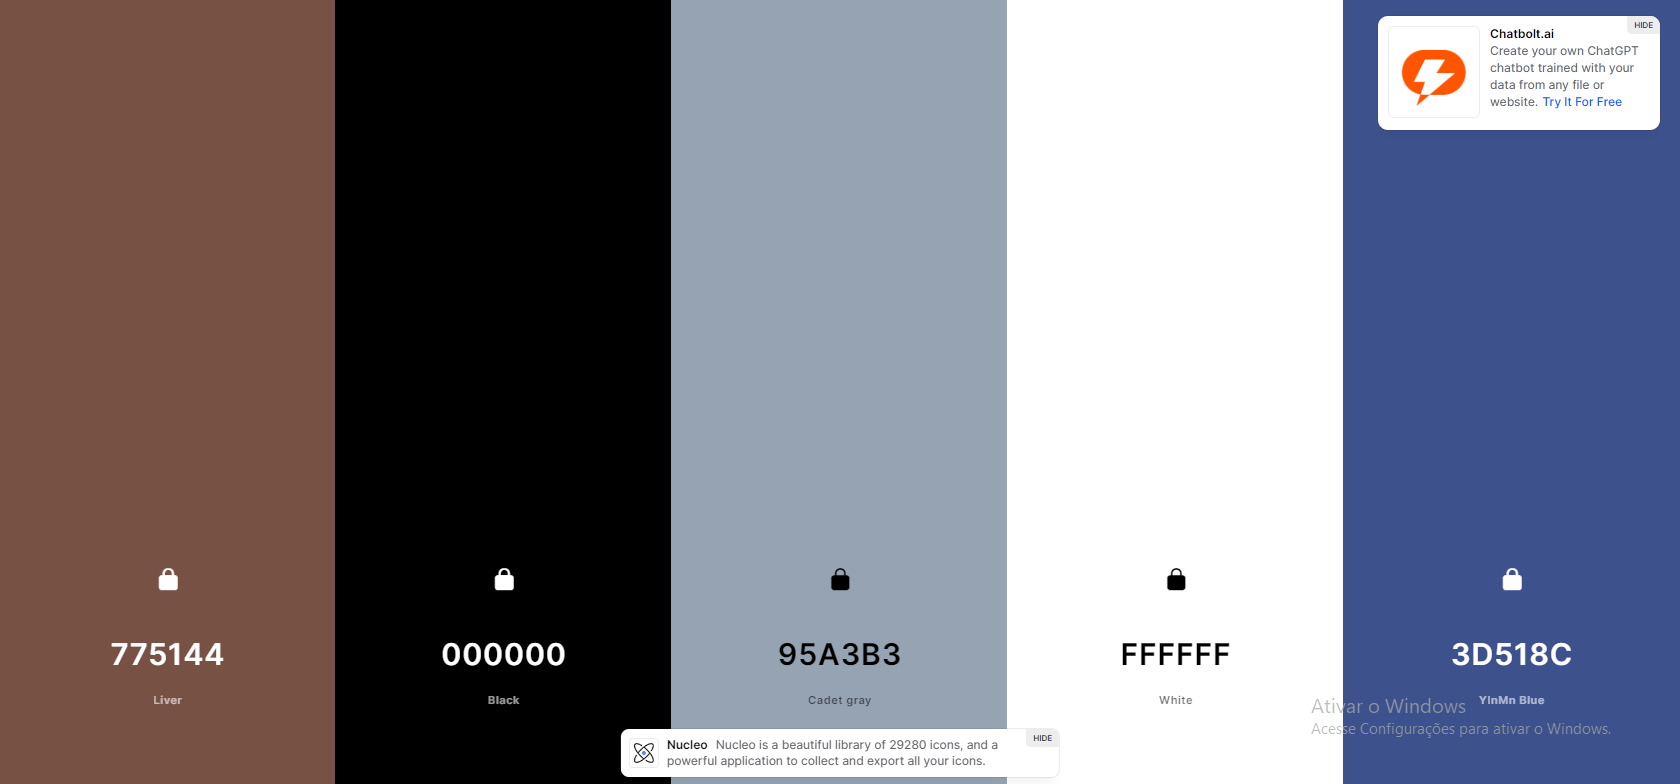 HIDE
Chatbolt.ai
Create your own ChatGPT
chatbot trained with your
data from any file or
website. Try It For Free
775144
000000
95A3B3
FFFFFF
3D518C
Liver
Black
Cadet gray
White
YInMn Blue
Ativar o Windows
Acesse Configurações para ativar o Windows.
Nucleo Nucleo is a beautiful library of 29280 icons, and a
powerful application to collect and export all your icons.
HIDE